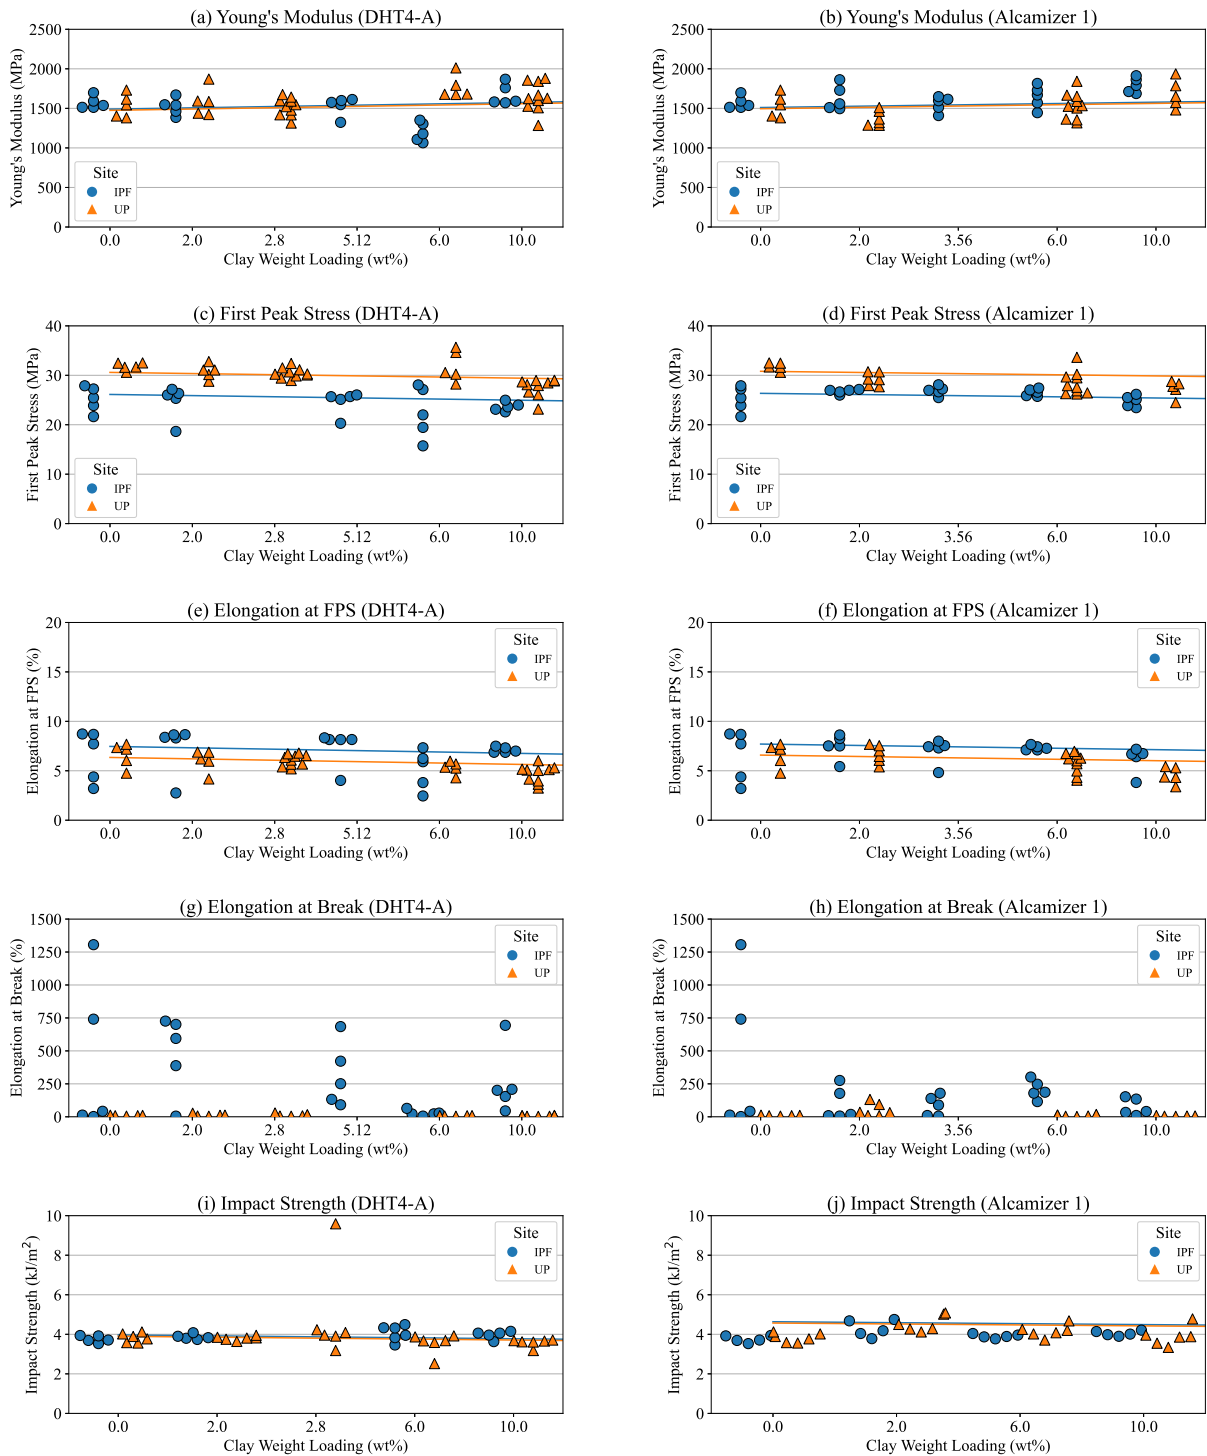 (a) Young's Modulus (DHT4-A)
Young's Modulus (MPa)
2500
2000
1500
1000
500
0
Site
IPF
UP
0.0 2.0 2.8 5.12 6.0 10.0
Clay Weight Loading (wt%)
(b) Young's Modulus (Alcamizer 1)
Young's Modulus (MPa)
2500
2000
1500
1000
500
0
Site
IPF
UP
0.0 2.0 3.56 6.0 10.0
Clay Weight Loading (wt%)
(c) First Peak Stress (DHT4-A)
First Peak Stress (MPa)
40
30
20
10
0
Site
IPF
UP
0.0 2.0 2.8 5.12 6.0 10.0
Clay Weight Loading (wt%)
(d) First Peak Stress (Alcamizer 1)
First Peak Stress (MPa)
40
30
20
10
0
Site
IPF
UP
0.0 2.0 3.56 6.0 10.0
Clay Weight Loading (wt%)
(e) Elongation at FPS (DHT4-A)
Elongation at FPS (%)
20
15
10
5
0
Site
IPF
UP
0.0 2.0 2.8 5.12 6.0 10.0
Clay Weight Loading (wt%)
(f) Elongation at FPS (Alcamizer 1)
Elongation at FPS (%)
20
15
10
5
0
Site
IPF
UP
0.0 2.0 3.56 6.0 10.0
Clay Weight Loading (wt%)
(g) Elongation at Break (DHT4-A)
Elongation at Break (%)
1500
1250
1000
750
500
250
0
Site
IPF
UP
0.0 2.0 2.8 5.12 6.0 10.0
Clay Weight Loading (wt%)
(h) Elongation at Break (Alcamizer 1)
Elongation at Break (%)
1500
1250
1000
750
500
250
0
Site
IPF
UP
0.0 2.0 3.56 6.0 10.0
Clay Weight Loading (wt%)
(i) Impact Strength (DHT4-A)
Impact Strength (kJ/m²)
10
8
6
4
2
0
Site
IPF
UP
0.0 2.0 2.8 6.0 10.0
Clay Weight Loading (wt%)
(j) Impact Strength (Alcamizer 1)
Impact Strength (kJ/m²)
10
8
6
4
2
0
Site
IPF
UP
0.0 2.0 6.0 10.0
Clay Weight Loading (wt%)